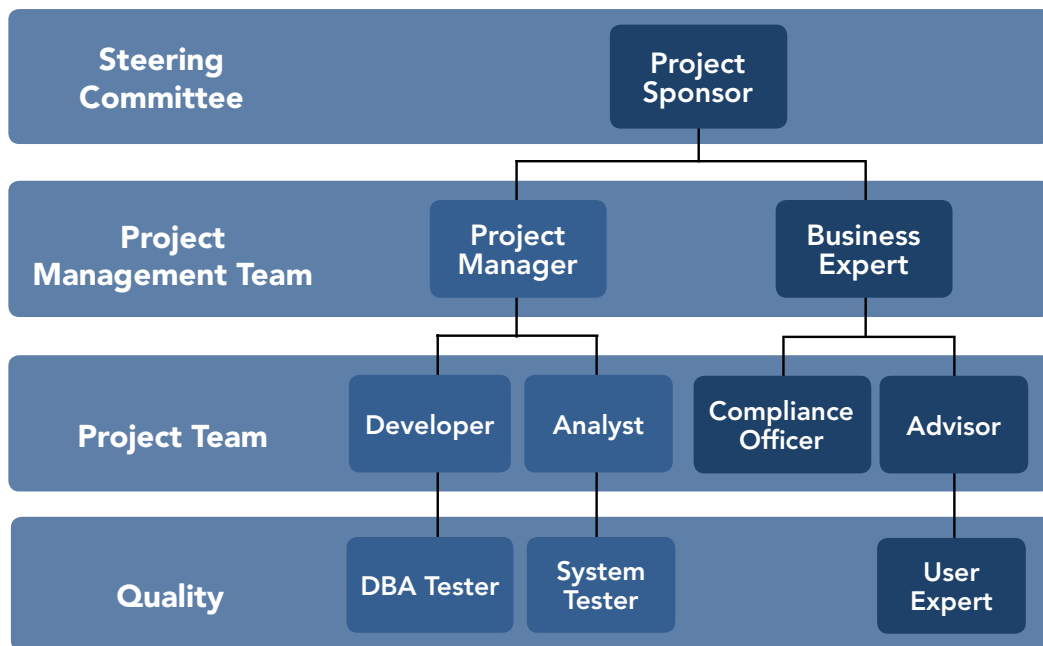 Steering
Committee
Project
Sponsor
Project
Management Team
Project
Manager
Business
Expert
Project Team
Developer
Analyst
Compliance
Officer
Advisor
Quality
DBA Tester
System
Tester
User
Expert